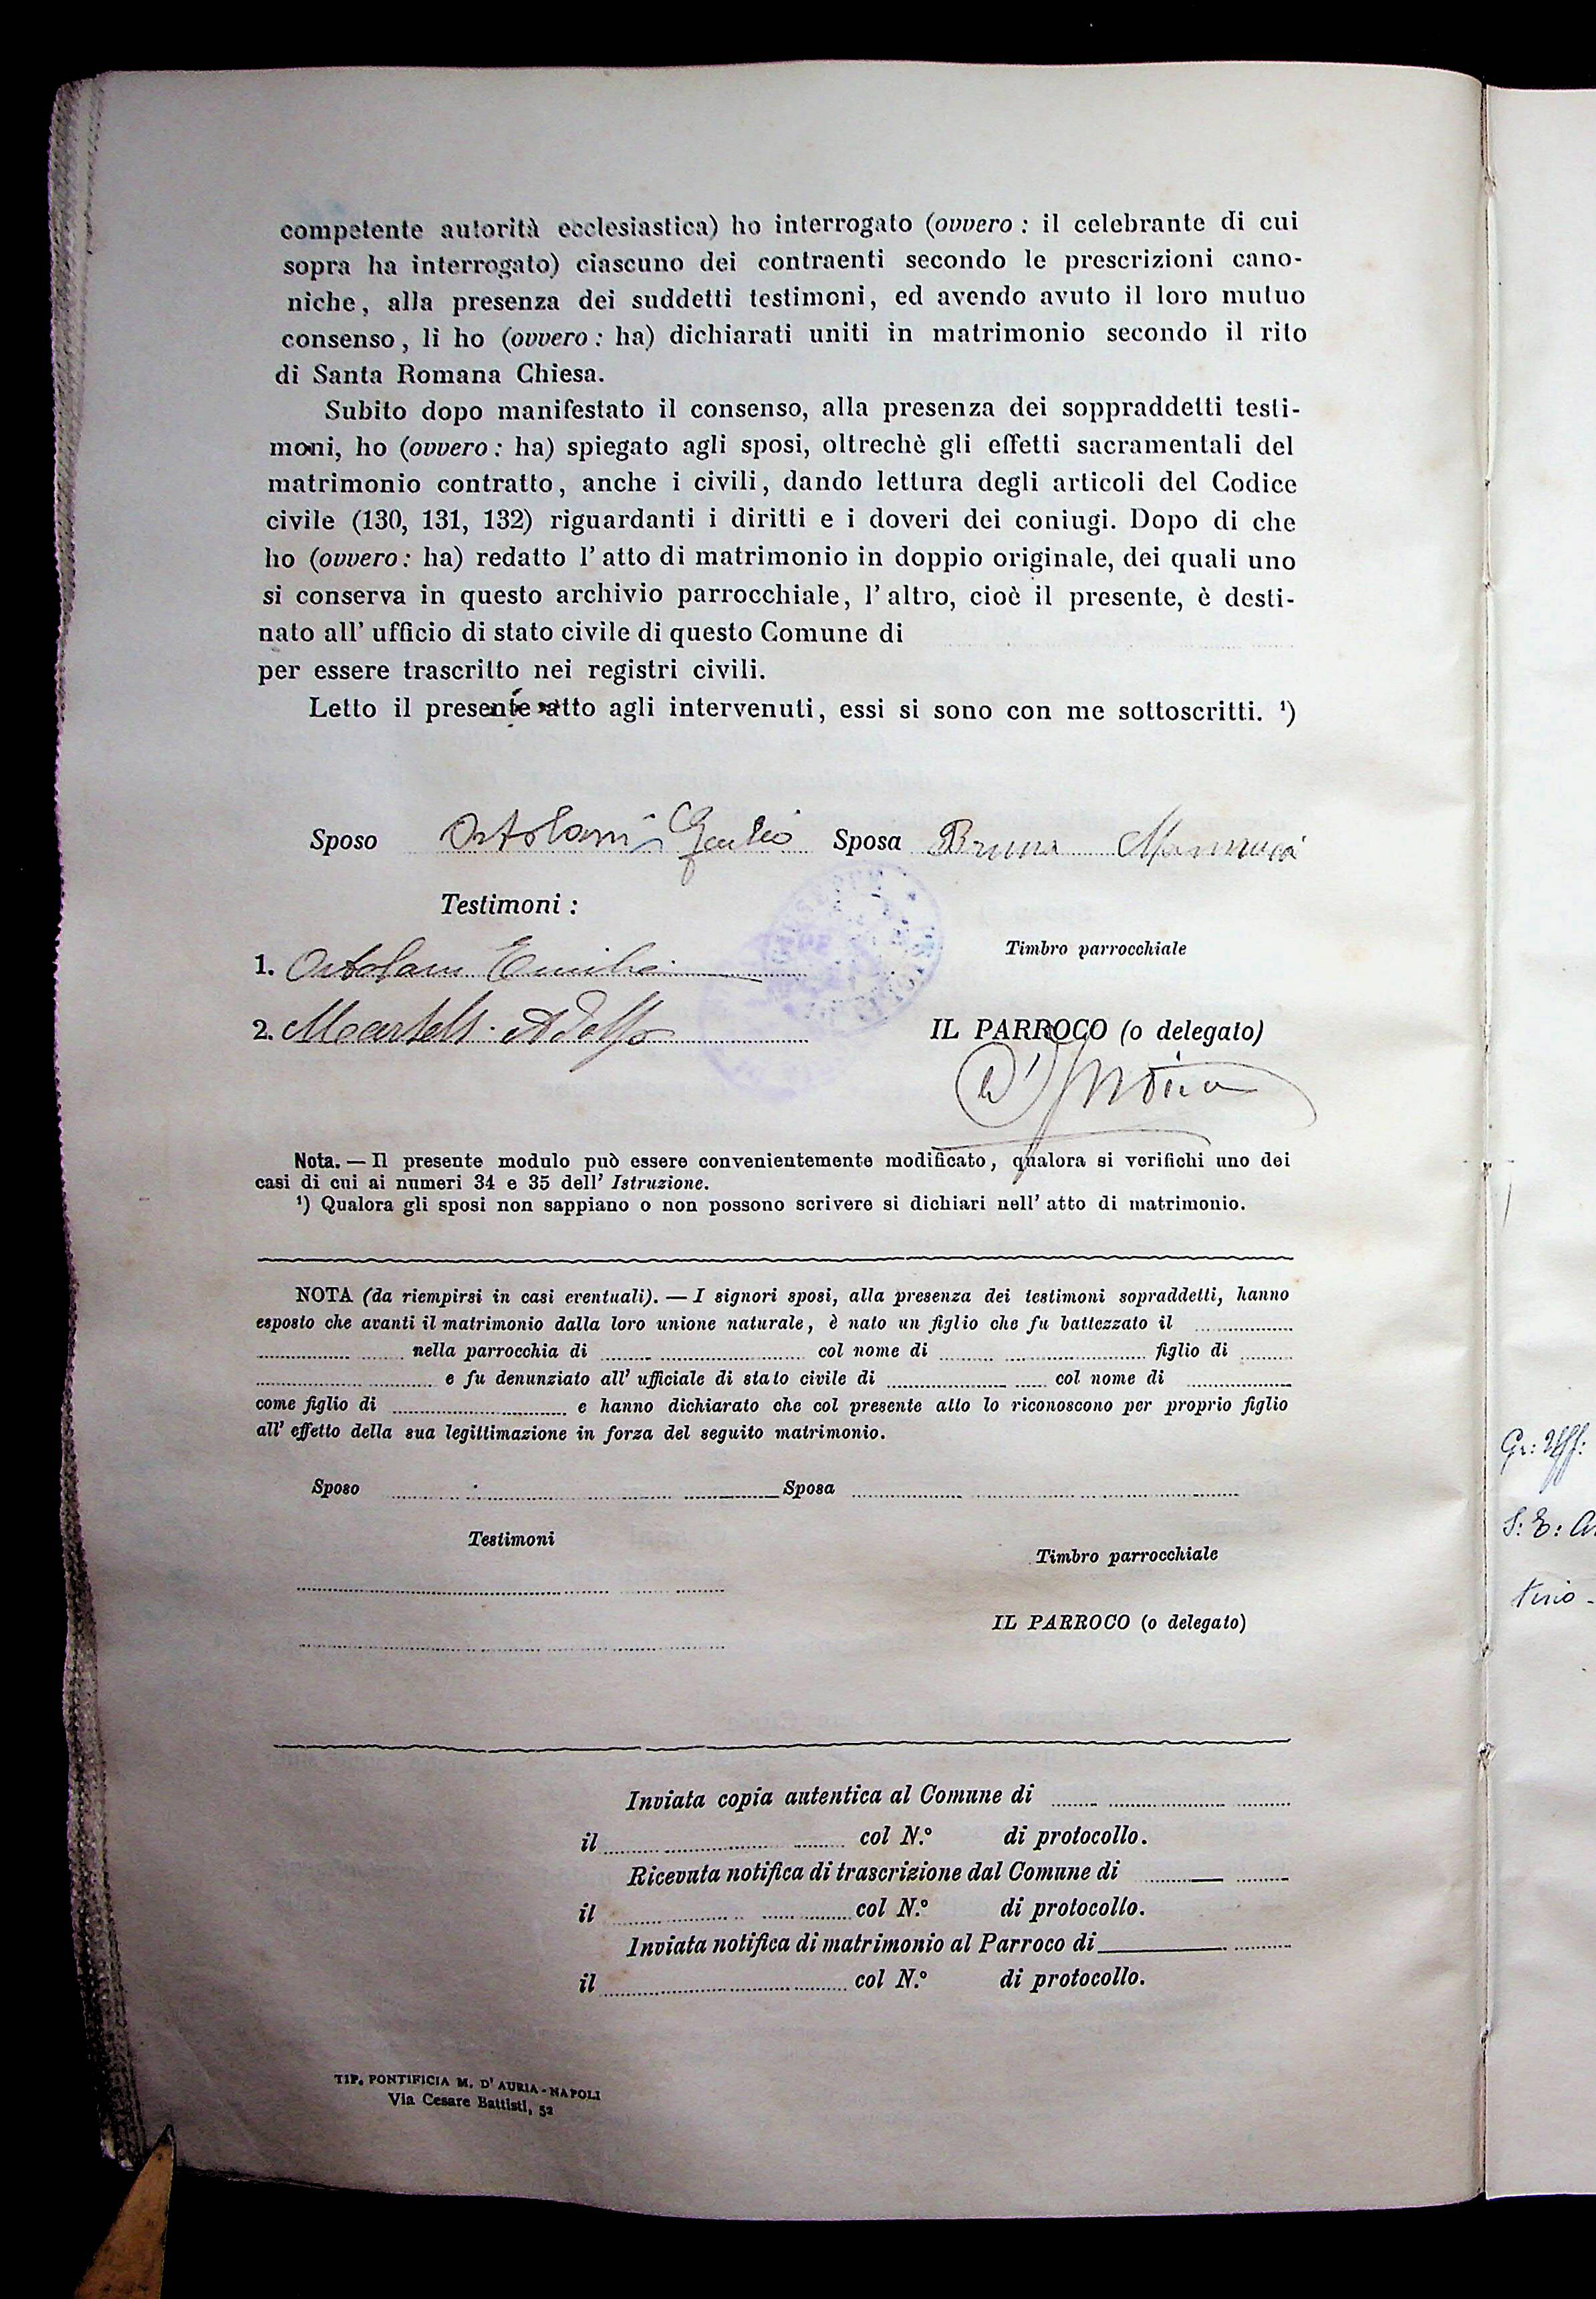 competente autorità ecclesiastica) ho interrogato (ovvero : il celebrante di cui
sopra ha interrogato) ciascuno dei contraenti secondo le prescrizioni cano-
niche, alla presenza dei suddetti testimoni, ed avendo avuto il loro mutuo
consenso, li ho (ovvero : ha) dichiarati uniti in matrimonio secondo il rito
di Santa Romana Chiesa.
Subito dopo manifestato il consenso, alla presenza dei soppraddetti testi-
moni, ho (ovvero : ha) spiegato agli sposi, oltrechè gli effetti sacramentali del
matrimonio contratto, anche i civili, dando lettura degli articoli del Codice
civile (130, 131, 132) riguardanti i diritti e i doveri dei coniugi. Dopo di che
ho (ovvero : ha) redatto l' atto di matrimonio in doppio originale, dei quali uno
si conserva in questo archivio parrocchiale, l' altro, cioè il presente, è desti-
nato all' ufficio di stato civile di questo Comune di
per essere trascritto nei registri civili.
Letto il presente atto agli intervenuti, essi si sono con me sottoscritti. ¹)
Sposo Ortolani Sposa Bruna
Testimoni :
1. Ortolani Emilio
Timbro parrocchiale
2. Martelli Adolfo
IL PARROCO (o delegato)
Nota. — Il presente modulo può essere convenientemente modificato, qualora si verifichi uno dei
casi di cui ai numeri 34 e 35 dell' Istruzione.
¹) Qualora gli sposi non sappiano o non possono scrivere si dichiari nell' atto di matrimonio.
NOTA (da riempirsi in casi eventuali). — I signori sposi, alla presenza dei testimoni sopraddetti, hanno
esposto che avanti il matrimonio dalla loro unione naturale, è nato un figlio che fu battezzato il
nella parrocchia di col nome di figlio di
e fu denunziato all' ufficiale di stato civile di col nome di
come figlio di e hanno dichiarato che col presente atto lo riconoscono per proprio figlio
all' effetto della sua legittimazione in forza del seguito matrimonio.
Sposo Sposa
Testimoni
Timbro parrocchiale
IL PARROCO (o delegato)
Inviata copia autentica al Comune di
il col N.º di protocollo.
Ricevuta notifica di trascrizione dal Comune di
il col N.º di protocollo.
Inviata notifica di matrimonio al Parroco di
il col N.º di protocollo.
TIP. PONTIFICIA M. D' AURIA - NAPOLI
Via Cesare Battisti, 52
Gr: Uff:
S: E: